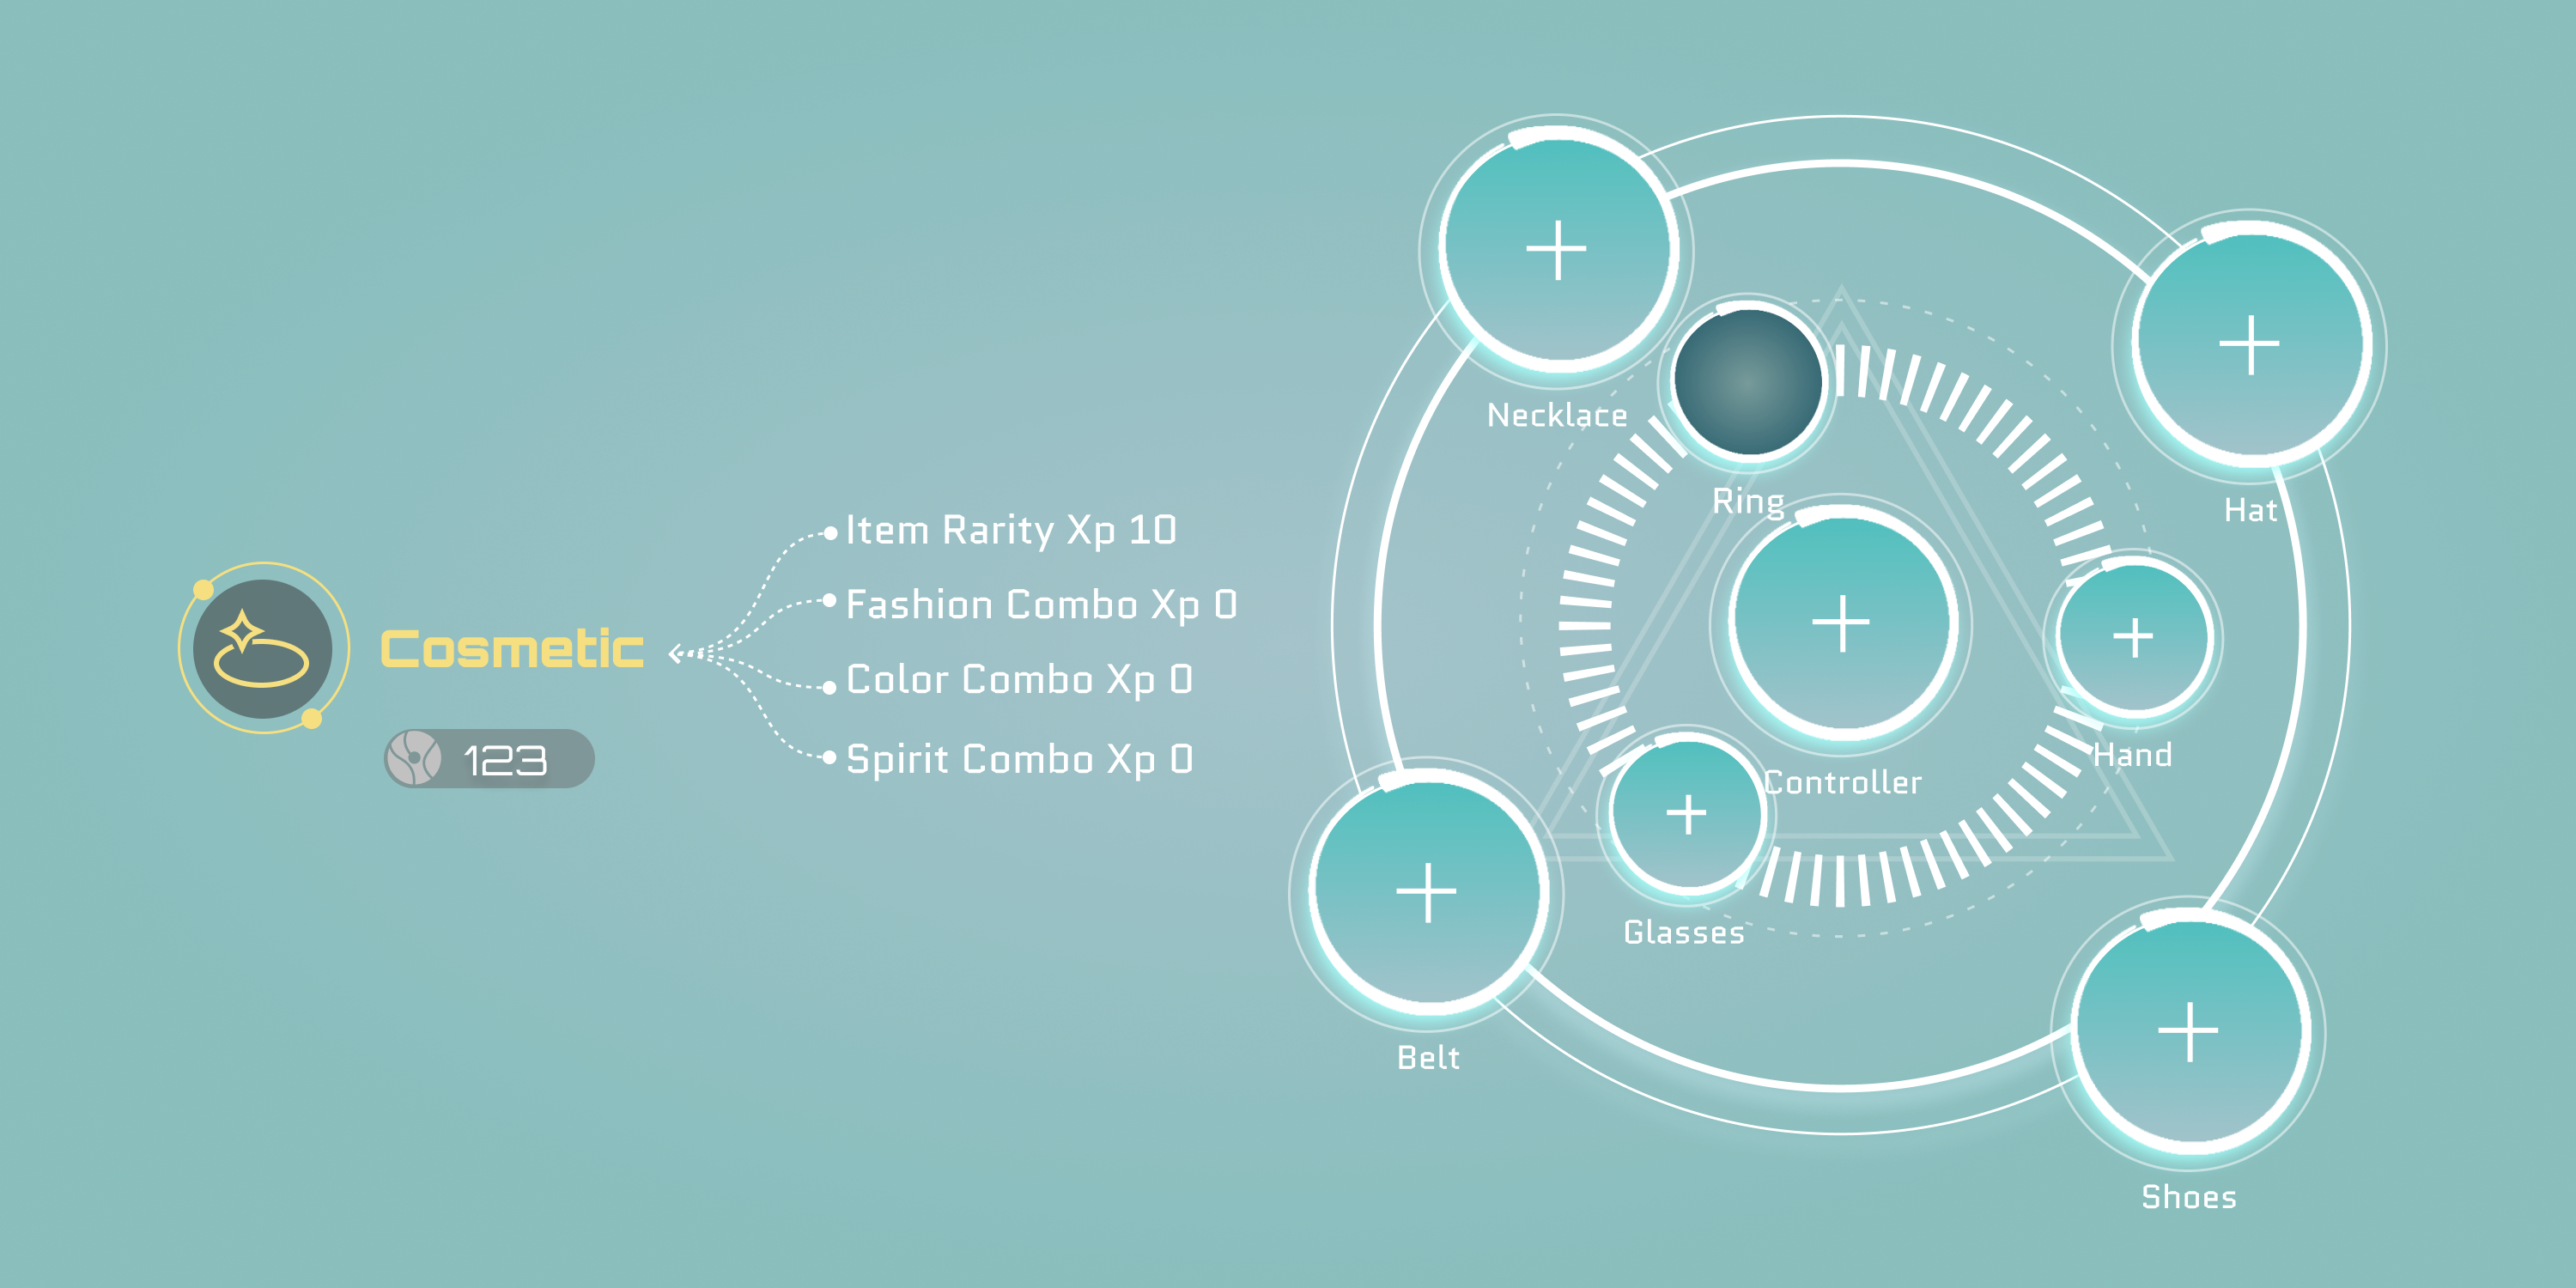 Cosmetic
123
Item Rarity Xp 10
Fashion Combo Xp 0
Color Combo Xp 0
Spirit Combo Xp 0
Necklace
Ring
Hat
Hand
Controller
Glasses
Belt
Shoes